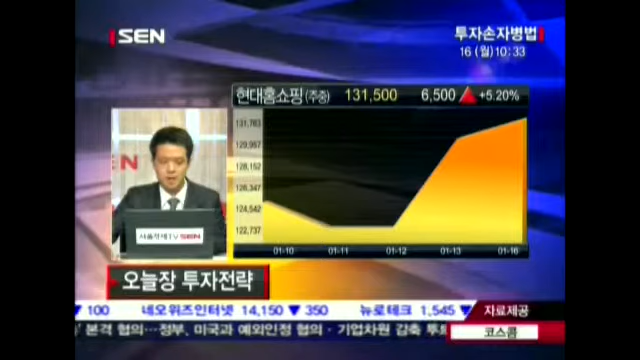 SEN
투자손자병법
16 (월)10:33
현대홈쇼핑(주중) 131,500 6,500 ▲ +5.20%
131,763
129,957
128,152
126,347
124,542
122,737
01-10 01-11 01-12 01-13 01-16
SEN
서울경제TV SEN
오늘장 투자전략
▼ 100 네오위즈인터넷 14,150 ▼ 350 뉴로테크 1,545 ▼
자료제공
본격 협의…정부, 미국과 예외인정 협의 · 기업차원 감축 투
코스콤